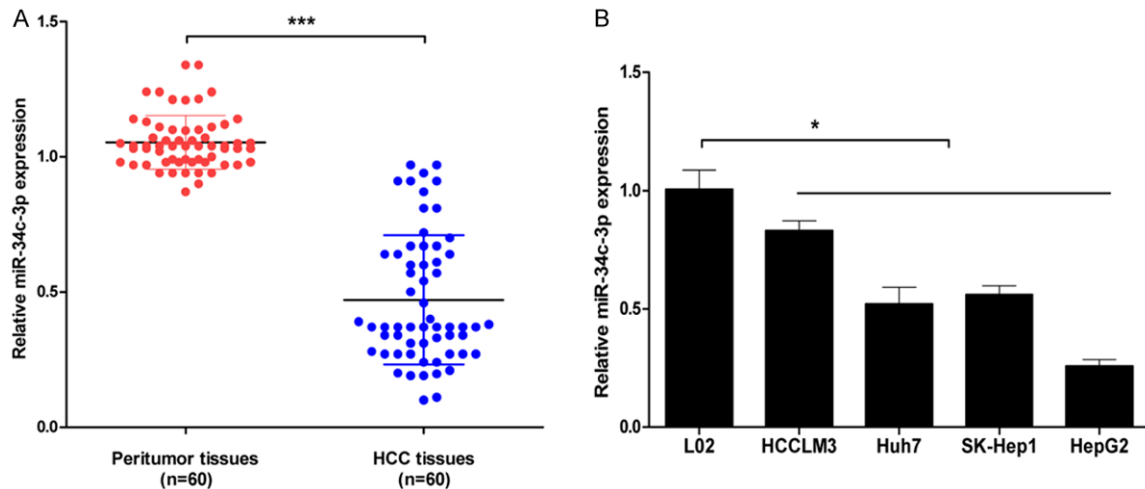 A
Relative miR-34c-3p expression
1.5
1.0
0.5
0.0
***
Peritumor tissues
(n=60)
HCC tissues
(n=60)
B
Relative miR-34c-3p expression
1.5
1.0
0.5
0.0
*
L02 HCCLM3 Huh7 SK-Hep1 HepG2